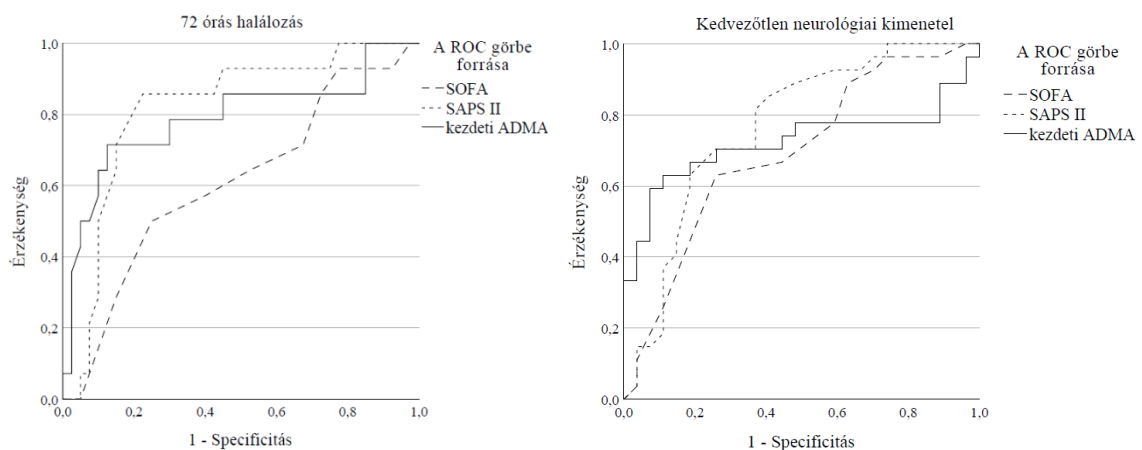 72 órás halálozás
1,0
0,8
0,6
0,4
0,2
0,0
Érzékenység
0,0 0,2 0,4 0,6 0,8 1,0
1 - Specificitás
A ROC görbe
forrása
SOFA
SAPS II
kezdeti ADMA
Kedvezőtlen neurológiai kimenetel
1,0
0,8
0,6
0,4
0,2
0,0
Érzékenység
0,0 0,2 0,4 0,6 0,8 1,0
1 - Specificitás
A ROC görbe
forrása
SOFA
SAPS II
kezdeti ADMA